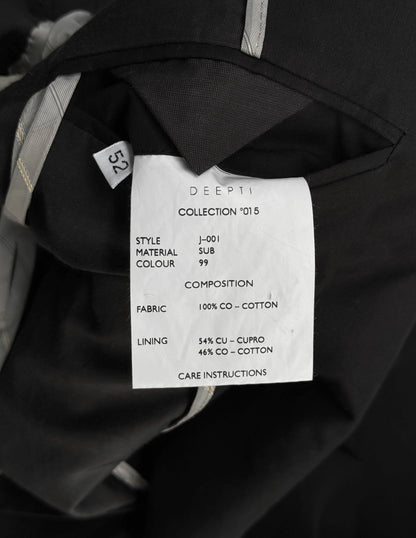 52
DEEPTI
COLLECTION °015
STYLE J-001
MATERIAL SUB
COLOUR 99
COMPOSITION
FABRIC 100% CO - COTTON
LINING 54% CU - CUPRO
46% CO - COTTON
CARE INSTRUCTIONS